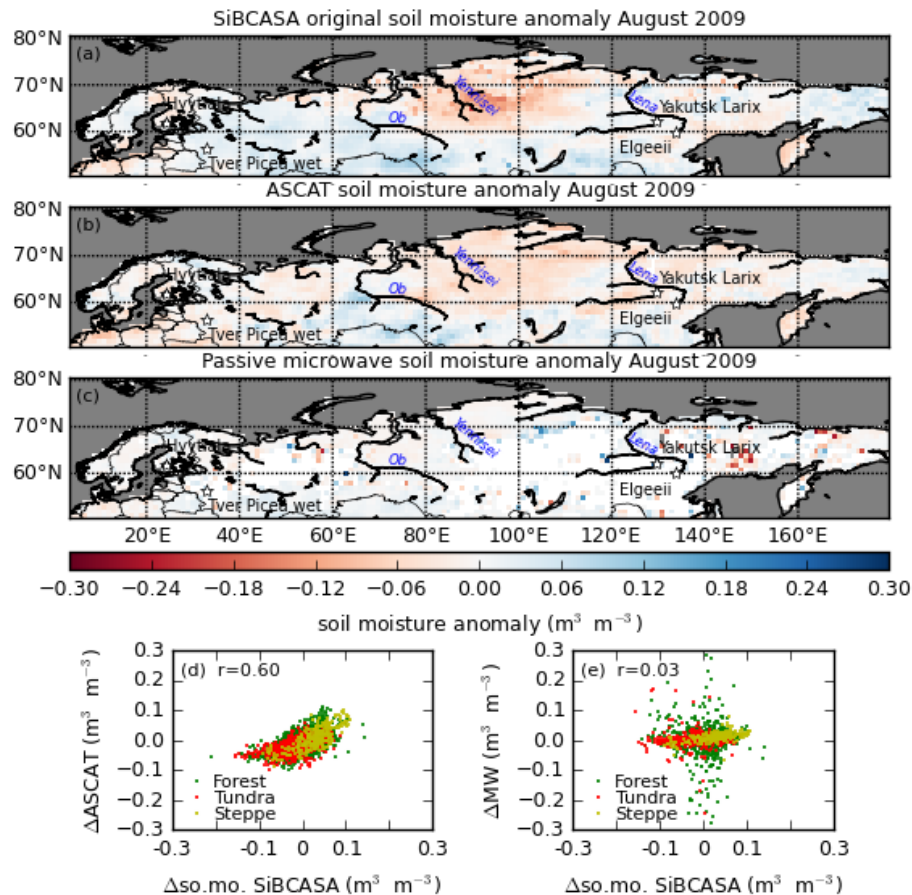 SiBCASA original soil moisture anomaly August 2009
80°N
(a)
70°N
Hyytiala
Yennisei
Lena
Yakutsk Larix
Ob
60°N
Elgeeii
Tver Picea wet
ASCAT soil moisture anomaly August 2009
80°N
(b)
70°N
Hyytiala
Yennisei
Lena
Yakutsk Larix
Ob
60°N
Elgeeii
Tver Picea wet
Passive microwave soil moisture anomaly August 2009
80°N
(c)
70°N
Hyytiala
Yennisei
Lena
Yakutsk Larix
Ob
60°N
Elgeeii
Tver Picea wet
20°E 40°E 60°E 80°E 100°E 120°E 140°E 160°E
−0.30 −0.24 −0.18 −0.12 −0.06 0.00 0.06 0.12 0.18 0.24 0.30
soil moisture anomaly (m³ m⁻³)
(d) r=0.60
ΔASCAT (m³ m⁻³)
0.3
0.2
0.1
0.0
−0.1
−0.2
−0.3
Forest
Tundra
Steppe
-0.3 -0.1 0 0.1 0.3
Δso.mo. SiBCASA (m³ m⁻³)
(e) r=0.03
ΔMW (m³ m⁻³)
0.3
0.2
0.1
0.0
−0.1
−0.2
−0.3
Forest
Tundra
Steppe
-0.3 -0.1 0 0.1 0.3
Δso.mo. SiBCASA (m³ m⁻³)